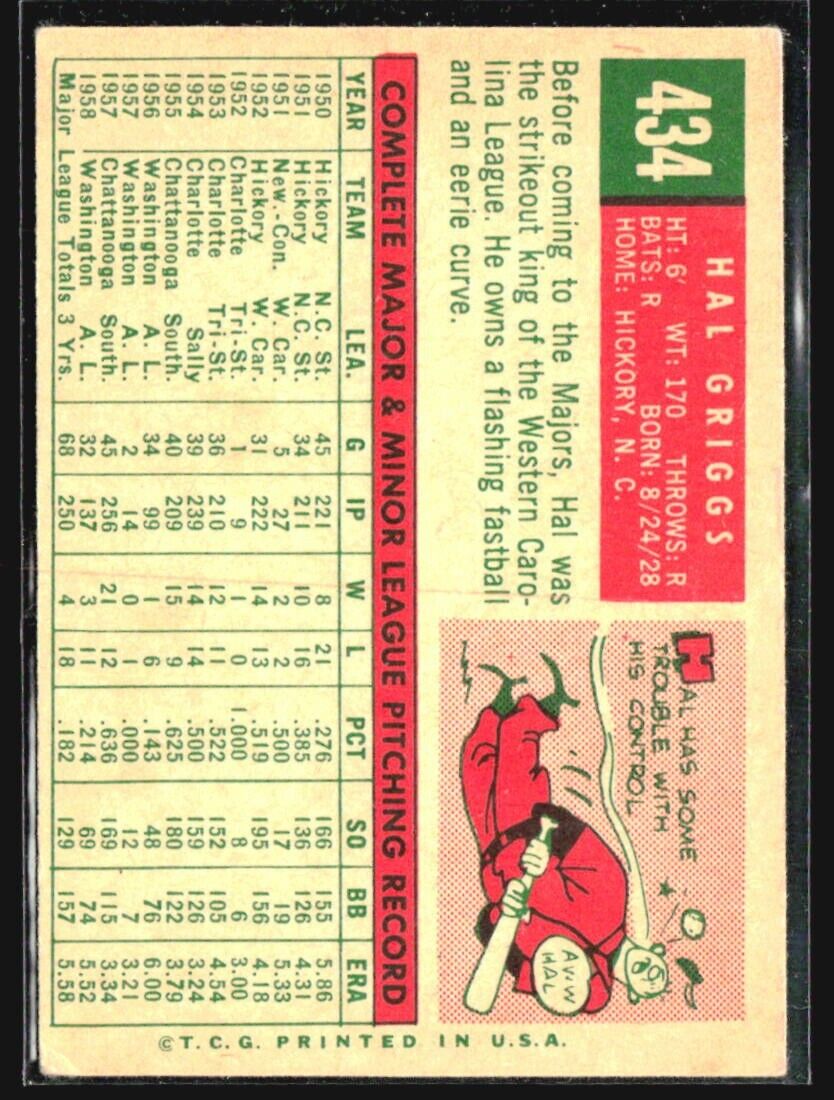 434
HAL GRIGGS
HT: 6' WT: 170 THROWS: R
BATS: R BORN: 8/24/28
HOME: HICKORY, N. C.
Before coming to the Majors, Hal was
the strikeout king of the Western Caro-
lina League. He owns a flashing fastball
and an eerie curve.
HAL HAS SOME
TROUBLE WITH
HIS CONTROL
AW-W
HAL
COMPLETE MAJOR & MINOR LEAGUE PITCHING RECORD
YEAR TEAM LEA. G IP W L PCT SO BB ERA
1950 Hickory N.C. St. 45 221 8 21 .276 166 155 5.86
1951 Hickory N.C. St. 34 211 10 16 .385 136 126 4.31
1951 New.-Con. W. Car. 5 27 2 2 .500 17 19 5.33
1952 Hickory W. Car. 31 222 14 13 .519 195 156 4.18
1952 Charlotte Tri-St. 1 9 1 0 1.000 8 6 3.00
1953 Charlotte Tri-St. 36 210 12 11 .522 152 105 4.54
1954 Charlotte Sally 39 239 14 14 .500 159 126 3.24
1955 Chattanooga South. 40 209 15 9 .625 180 122 3.79
1956 Washington A. L. 34 99 1 6 .143 48 76 6.00
1957 Washington A. L. 2 14 0 1 .000 12 7 3.21
1957 Chattanooga South. 45 256 21 12 .636 169 115 3.34
1958 Washington A. L. 32 137 3 11 .214 69 74 5.52
Major League Totals 3 Yrs. 68 250 4 18 .182 129 157 5.58
© T.C.G. PRINTED IN U.S.A.